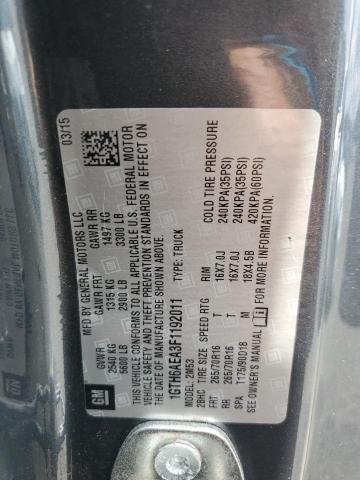 MFD BY GENERAL MOTORS LLC
03/15
GVWR GAWR FRT GAWR RR
2540 KG 1315 KG 1497 KG
5600 LB 2900 LB 3300 LB
THIS VEHICLE CONFORMS TO ALL APPLICABLE U.S. FEDERAL MOTOR
VEHICLE SAFETY AND THEFT PREVENTION STANDARDS IN EFFECT ON
THE DATE OF MANUFACTURE SHOWN ABOVE.
GM
1GTH6AEA3F1192011 TYPE: TRUCK
MODEL: 2M53
2BHC TIRE SIZE SPEED RTG RIM COLD TIRE PRESSURE
FRT 265/70R16 T 16X7.0J 240KPA(35PSI)
RR 265/70R16 T 16X7.0J 240KPA(35PSI)
SPA T175/90D18 M 18X4.5B 420KPA(60PSI)
SEE OWNER'S MANUAL FOR ADDITIONAL INFORMATION.